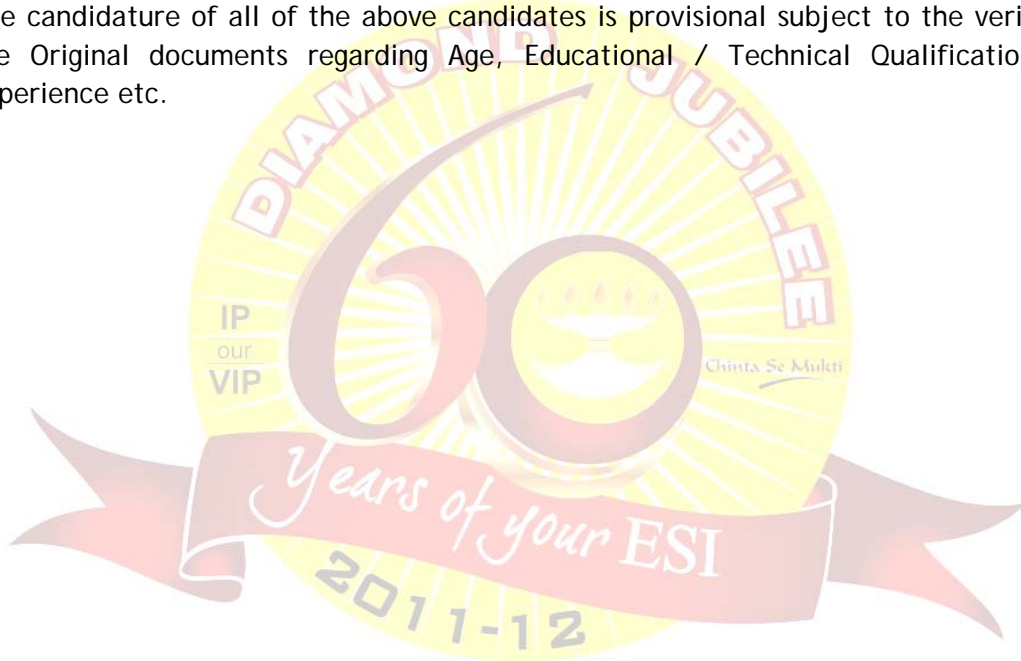 e candidature of all of the above candidates is provisional subject to the veri
e Original documents regarding Age, Educational / Technical Qualificatio
perience etc.
DIAMOND JUBILEE
60
IP
our
VIP
Chinta Se Mukti
Years of your ESI
2011-12